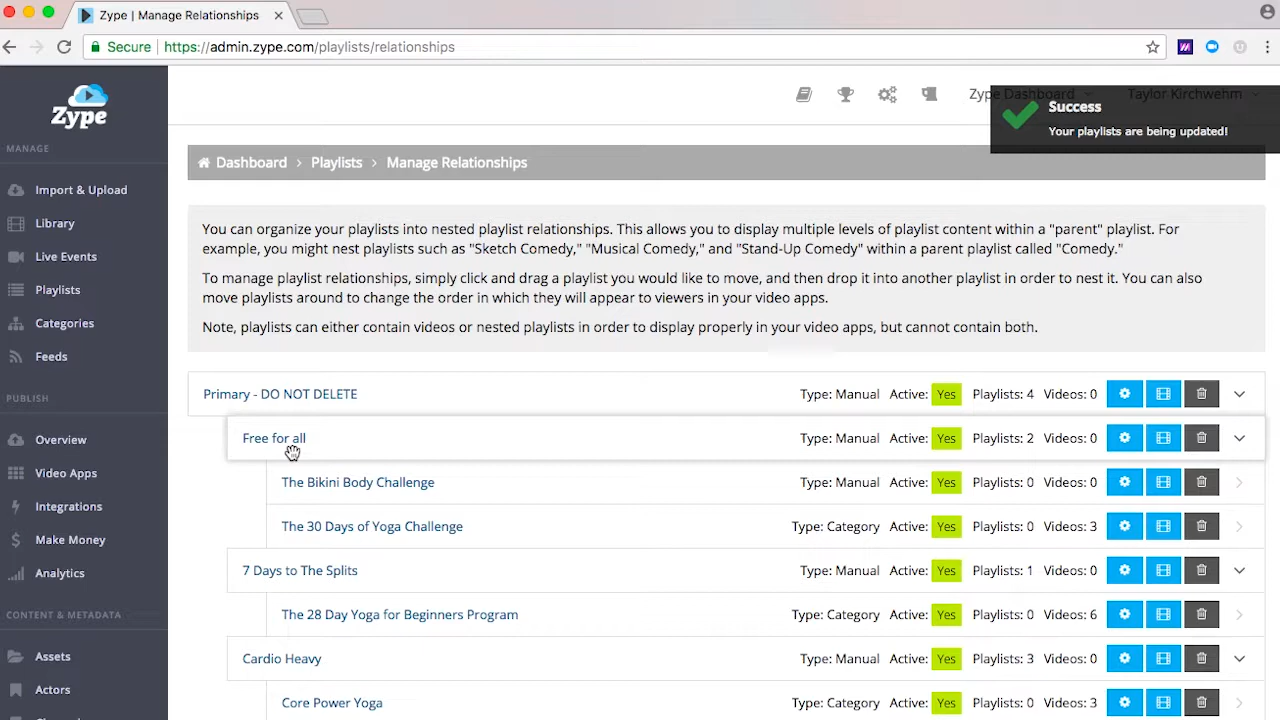 Zype | Manage Relationships
Secure https://admin.zype.com/playlists/relationships
Zype
MANAGE
Import & Upload
Library
Live Events
Playlists
Categories
Feeds
PUBLISH
Overview
Video Apps
Integrations
Make Money
Analytics
CONTENT & METADATA
Assets
Actors
Zype Dashboard Taylor Kirchwehm
Success
Your playlists are being updated!
Dashboard > Playlists > Manage Relationships
You can organize your playlists into nested playlist relationships. This allows you to display multiple levels of playlist content within a "parent" playlist. For
example, you might nest playlists such as "Sketch Comedy," "Musical Comedy," and "Stand-Up Comedy" within a parent playlist called "Comedy."
To manage playlist relationships, simply click and drag a playlist you would like to move, and then drop it into another playlist in order to nest it. You can also
move playlists around to change the order in which they will appear to viewers in your video apps.
Note, playlists can either contain videos or nested playlists in order to display properly in your video apps, but cannot contain both.
Primary - DO NOT DELETE Type: Manual Active: Yes Playlists: 4 Videos: 0
Free for all Type: Manual Active: Yes Playlists: 2 Videos: 0
The Bikini Body Challenge Type: Manual Active: Yes Playlists: 0 Videos: 0
The 30 Days of Yoga Challenge Type: Category Active: Yes Playlists: 0 Videos: 3
7 Days to The Splits Type: Manual Active: Yes Playlists: 1 Videos: 0
The 28 Day Yoga for Beginners Program Type: Category Active: Yes Playlists: 0 Videos: 6
Cardio Heavy Type: Manual Active: Yes Playlists: 3 Videos: 0
Core Power Yoga Type: Category Active: Yes Playlists: 0 Videos: 3